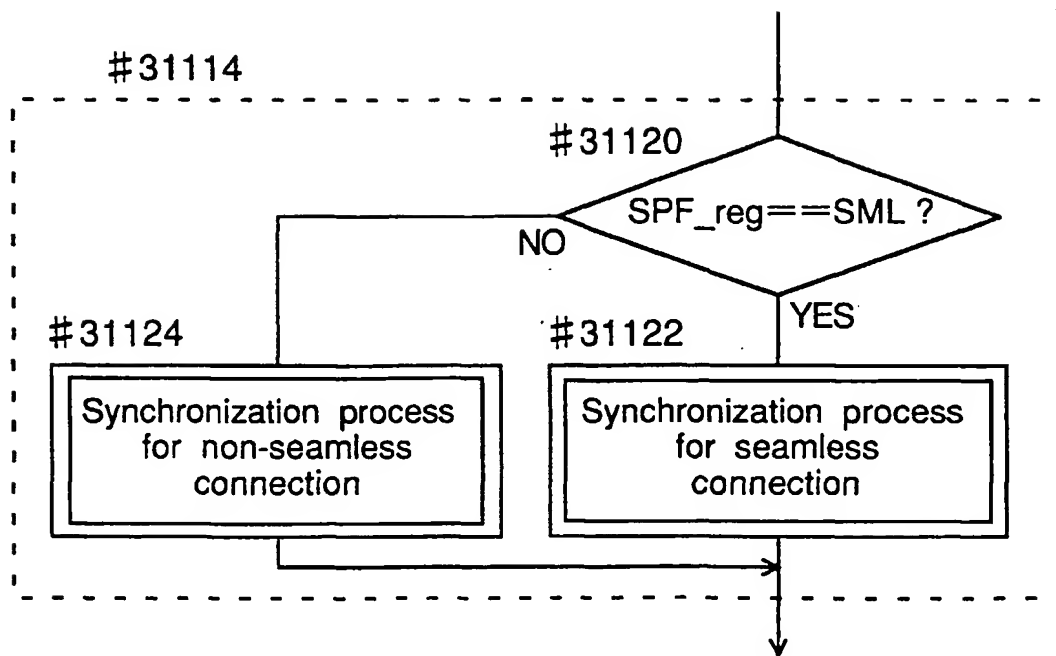 #31114
#31120
SPF_reg==SML ?
NO
YES
#31124
#31122
Synchronization process
for non-seamless
connection
Synchronization process
for seamless
connection